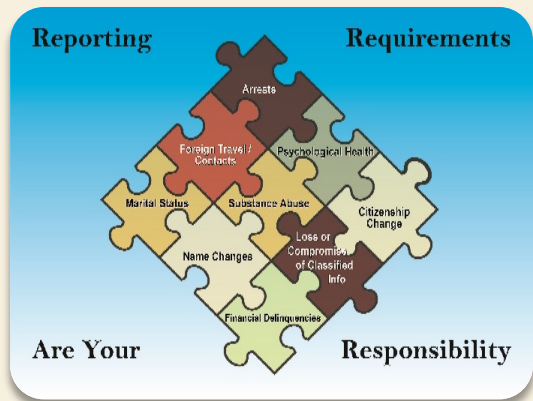 Reporting Requirements
Arrests
Foreign Travel /
Contacts
Psychological Health
Marital Status
Substance Abuse
Citizenship
Change
Name Changes
Loss or
Compromise
of Classified
Info
Financial Delinquencies
Are Your Responsibility